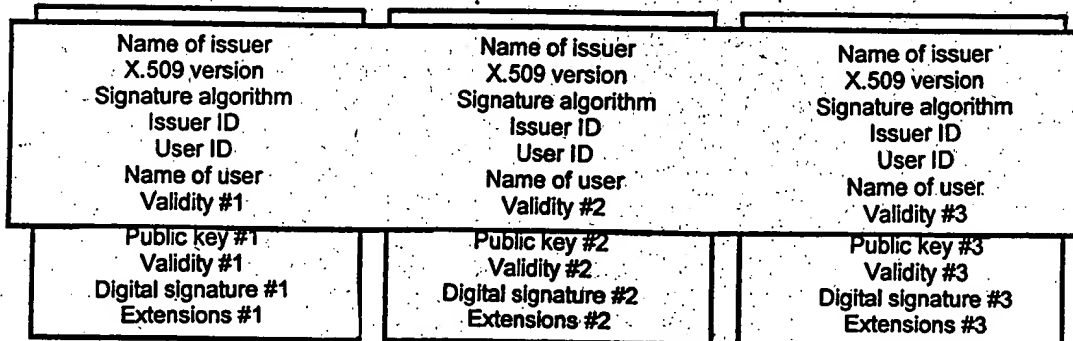 Name of issuer
X.509 version
Signature algorithm
Issuer ID
User ID
Name of user
Validity #1
Public key #1
Validity #1
Digital signature #1
Extensions #1
Name of issuer
X.509 version
Signature algorithm
Issuer ID
User ID
Name of user
Validity #2
Public key #2
Validity #2
Digital signature #2
Extensions #2
Name of issuer
X.509 version
Signature algorithm
Issuer ID
User ID
Name of user
Validity #3
Public key #3
Validity #3
Digital signature #3
Extensions #3